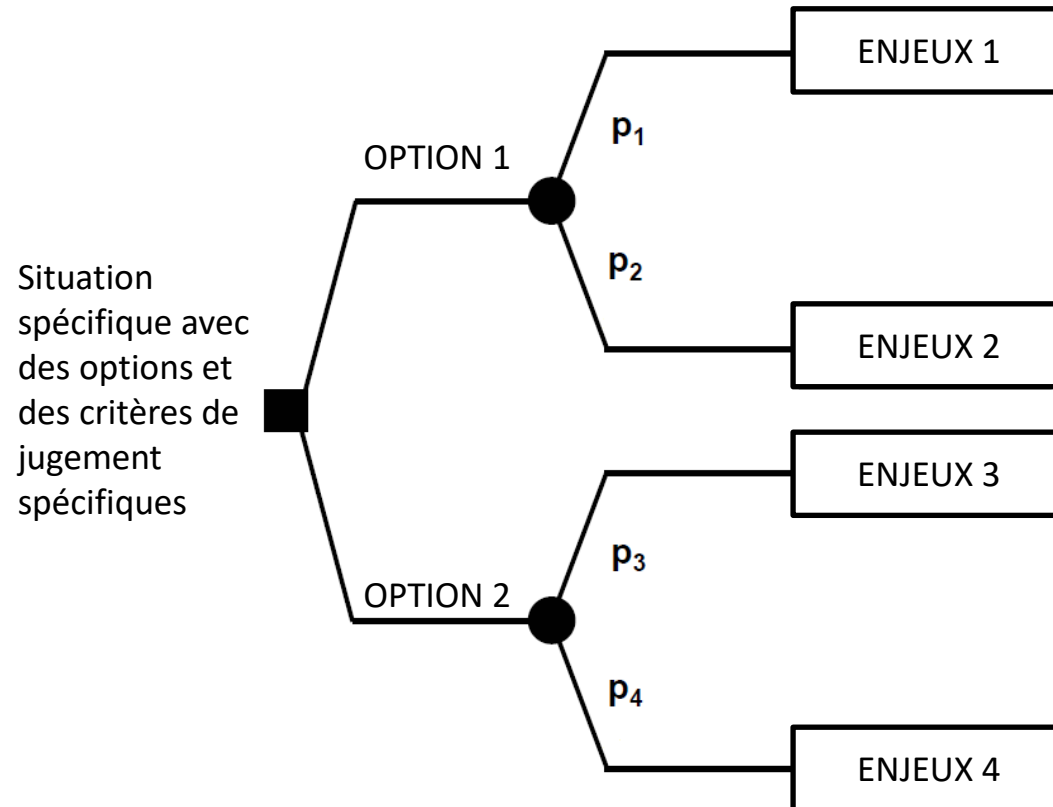 ENJEUX 1
p₁
OPTION 1
p₂
Situation
spécifique avec
des options et
des critères de
jugement
spécifiques
ENJEUX 2
ENJEUX 3
p₃
OPTION 2
p₄
ENJEUX 4